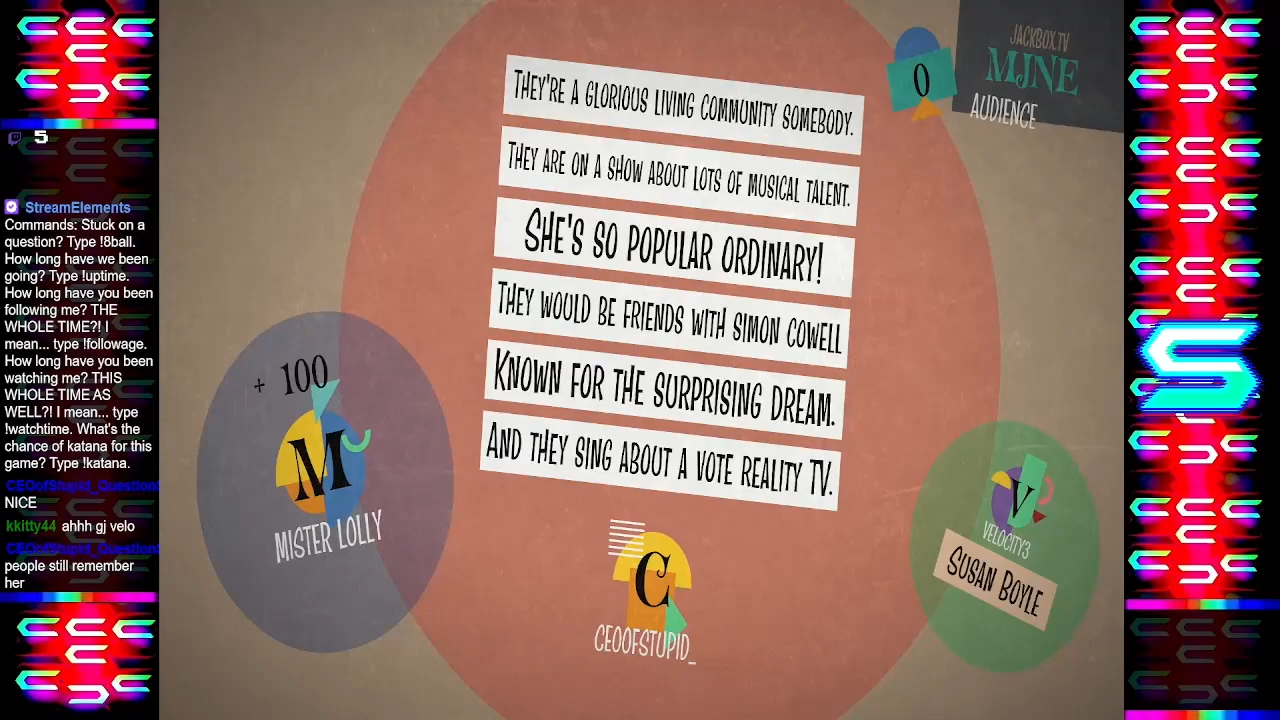 5
StreamElements
Commands: Stuck on a
question? Type !8ball.
How long have we been
going? Type !uptime.
How long have you been
following me? THE
WHOLE TIME?! I
mean... type !followage.
How long have you been
watching me? THIS
WHOLE TIME AS
WELL?! I mean... type
!watchtime. What's the
chance of katana for this
game? Type !katana.
CEOofStupid_Question
NICE
kkitty44 ahhh gj velo
CEOofStupid_Question
people still remember
her
THEY'RE A GLORIOUS LIVING COMMUNITY SOMEBODY.
THEY ARE ON A SHOW ABOUT LOTS OF MUSICAL TALENT.
SHE'S SO POPULAR ORDINARY!
THEY WOULD BE FRIENDS WITH SIMON COWELL
KNOWN FOR THE SURPRISING DREAM.
AND THEY SING ABOUT A VOTE REALITY TV.
+ 100
M
MISTER LOLLY
C
CEOOFSTUPID_
V
VELOCITY3
SUSAN BOYLE
0
JACKBOX.TV
MJNE
AUDIENCE